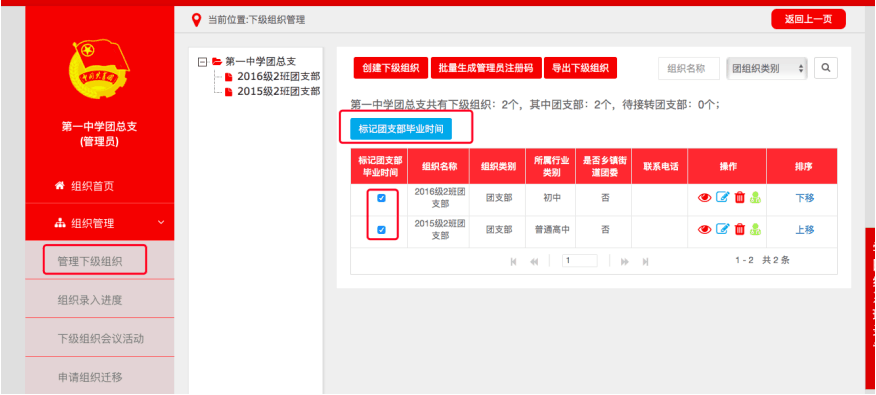 当前位置:下级组织管理
返回上一页
第一中学团总支
(管理员)
组织首页
组织管理
管理下级组织
组织录入进度
下级组织会议活动
申请组织迁移
第一中学团总支
2016级2班团支部
2015级2班团支部
创建下级组织 批量生成管理员注册码 导出下级组织 组织名称 团组织类别
第一中学团总支共有下级组织：2个，其中团支部：2个，待接转团支部：0个；
标记团支部毕业时间
标记团支部毕业时间 组织名称 组织类别 所属行业类别 是否乡镇街道团委 联系电话 操作 排序
2016级2班团支部 团支部 初中 否 下移
2015级2班团支部 团支部 普通高中 否 上移
1 1 - 2 共 2 条